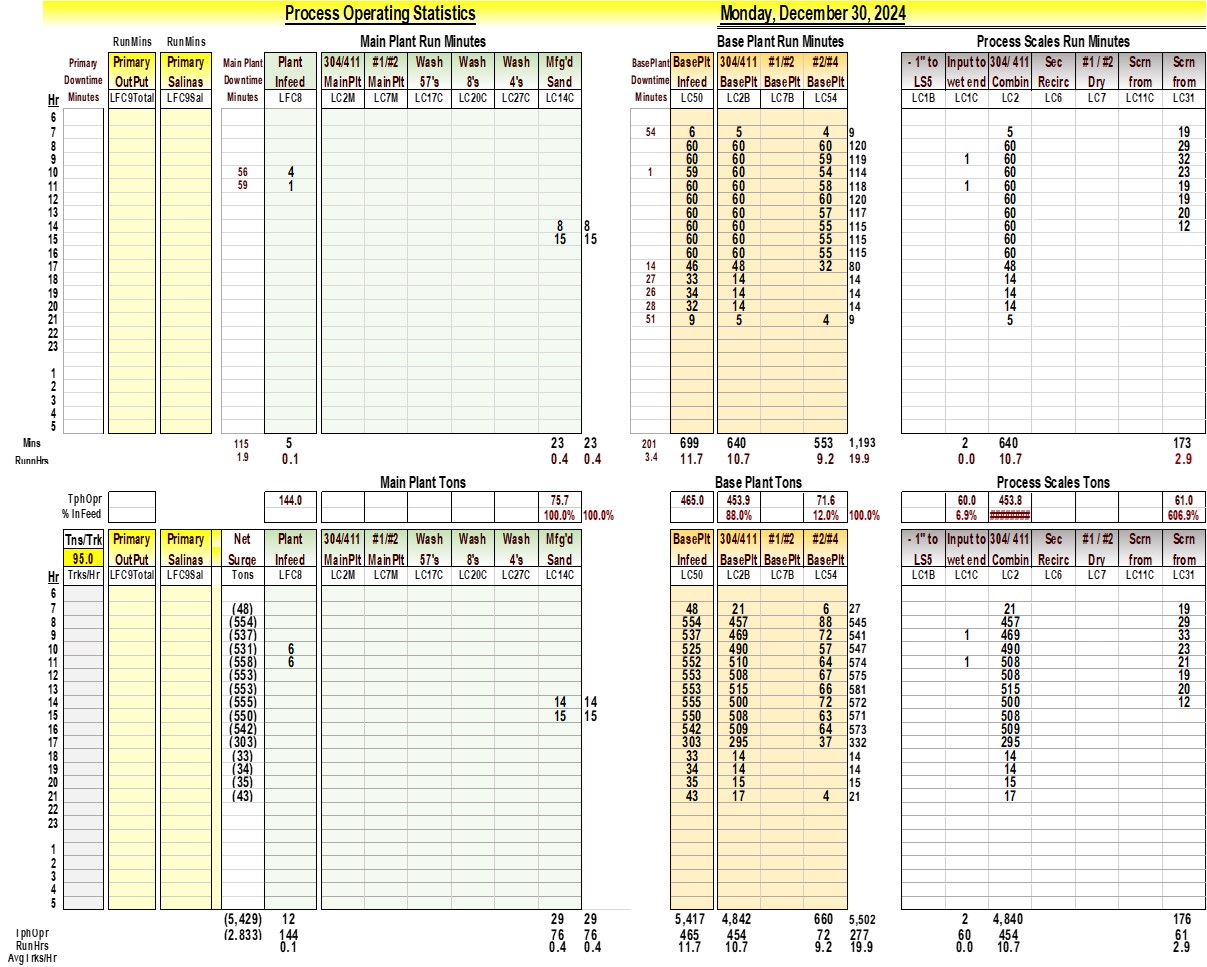 Process Operating Statistics Monday, December 30, 2024
RunMins RunMins Main Plant Run Minutes Base Plant Run Minutes Process Scales Run Minutes
Primary Primary Primary Main Plant Plant 304/411 #1/#2 Wash Wash Wash Mfg'd BasePlant BasePlt 304/411 #1/#2 #2/#4 - 1" to Input to 304/ 411 Sec #1 / #2 Scrn Scrn
Downtime OutPut Salinas Downtime Infeed MainPlt MainPlt 57's 8's 4's Sand Downtime Infeed BasePlt BasePlt BasePlt LS5 wet end Combin Recirc Dry from from
Hr Minutes LFC9Total LFC9Sal Minutes LFC8 LC2M LC7M LC17C LC20C LC27C LC14C Minutes LC50 LC2B LC7B LC54 LC1B LC1C LC2 LC6 LC7 LC11C LC31
6
7 54 6 5 4 9 5 19
8 60 60 60 120 60 29
9 60 60 59 119 1 60 32
10 56 4 1 59 60 54 114 60 23
11 59 1 60 60 58 118 1 60 19
12 60 60 60 120 60 19
13 60 60 57 117 60 20
14 8 8 60 60 55 115 60 12
15 15 15 60 60 55 115 60
16 60 60 55 115 60
17 14 46 48 32 80 48
18 27 33 14 14 14
19 26 34 14 14 14
20 28 32 14 14 14
21 51 9 5 4 9 5
22
23
1
2
3
4
5
Mins 115 5 23 23 201 699 640 553 1,193 2 640 173
RunnHrs 1.9 0.1 0.4 0.4 3.4 11.7 10.7 9.2 19.9 0.0 10.7 2.9
Main Plant Tons Base Plant Tons Process Scales Tons
TphOpr 144.0 75.7 465.0 453.9 71.6 60.0 453.8 61.0
% InFeed 100.0% 100.0% 88.0% 12.0% 100.0% 6.9% ######## 606.9%
Tns/Trk Primary Primary Net Plant 304/411 #1/#2 Wash Wash Wash Mfg'd BasePlt 304/411 #1/#2 #2/#4 - 1" to Input to 304/ 411 Sec #1 / #2 Scrn Scrn
95.0 OutPut Salinas Surge Infeed MainPlt MainPlt 57's 8's 4's Sand Infeed BasePlt BasePlt BasePlt LS5 wet end Combin Recirc Dry from from
Hr Trks/Hr LFC9Total LFC9Sal Tons LFC8 LC2M LC7M LC17C LC20C LC27C LC14C LC50 LC2B LC7B LC54 LC1B LC1C LC2 LC6 LC7 LC11C LC31
6
7 (48) 48 21 6 27 21 19
8 (554) 554 457 88 545 457 29
9 (537) 537 469 72 541 1 469 33
10 (531) 6 525 490 57 547 490 23
11 (558) 6 552 510 64 574 1 508 21
12 (553) 553 508 67 575 508 19
13 (553) 553 515 66 581 515 20
14 (555) 14 14 555 500 72 572 500 12
15 (550) 15 15 550 508 63 571 508
16 (542) 542 509 64 573 509
17 (303) 303 295 37 332 295
18 (33) 33 14 14 14
19 (34) 34 14 14 14
20 (35) 35 15 15 15
21 (43) 43 17 4 21 17
22
23
1
2
3
4
5
(5,429) 12 29 29 5,417 4,842 660 5,502 2 4,840 176
TphOpr (2,833) 144 76 76 465 454 72 277 60 454 61
RunHrs 0.1 0.4 0.4 11.7 10.7 9.2 19.9 0.0 10.7 2.9
AvgTrks/Hr